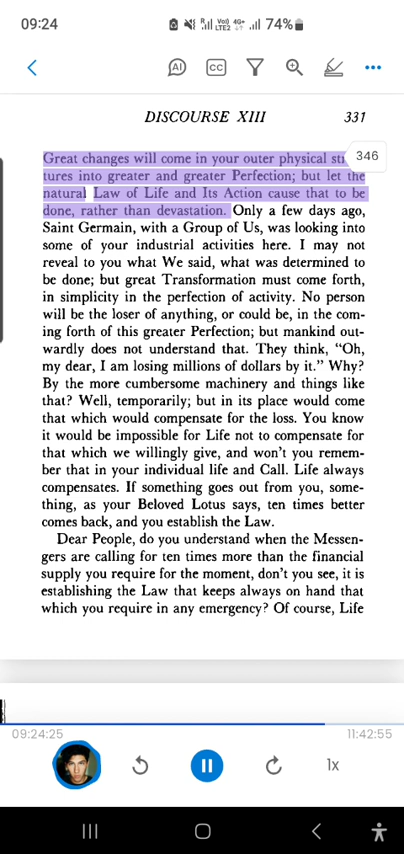 09:24
R
Vo))
LTE2
4G+
74%
AI
CC
DISCOURSE XIII
331
346
Great changes will come in your outer physical
tures into greater and greater Perfection; but let the
natural Law of Life and Its Action cause that to be
done, rather than devastation. Only a few days ago,
Saint Germain, with a Group of Us, was looking into
some of your industrial activities here. I may not
reveal to you what We said, what was determined to
be done; but great Transformation must come forth,
in simplicity in the perfection of activity. No person
will be the loser of anything, or could be, in the com-
ing forth of this greater Perfection; but mankind out-
wardly does not understand that. They think, “Oh,
my dear, I am losing millions of dollars by it.” Why?
By the more cumbersome machinery and things like
that? Well, temporarily; but in its place would come
that which would compensate for the loss. You know
it would be impossible for Life not to compensate for
that which we willingly give, and won’t you remem-
ber that in your individual life and Call. Life always
compensates. If something goes out from you, some-
thing, as your Beloved Lotus says, ten times better
comes back, and you establish the Law.
Dear People, do you understand when the Messen-
gers are calling for ten times more than the financial
supply you require for the moment, don’t you see, it is
establishing the Law that keeps always on hand that
which you require in any emergency? Of course, Life
09:24:25
11:42:55
1x